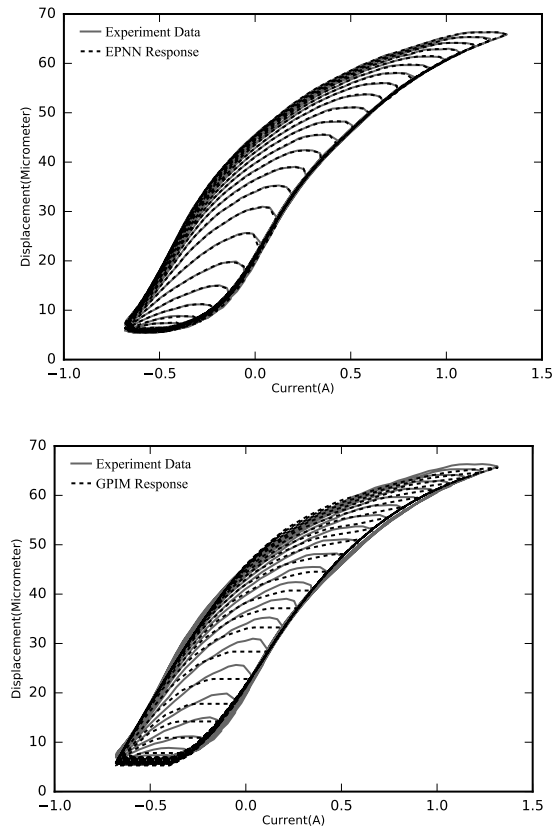 70
60
50
40
30
20
10
0
Displacement(Micrometer)
Experiment Data
EPNN Response
−1.0 −0.5 0.0 0.5 1.0 1.5
Current(A)
70
60
50
40
30
20
10
0
Displacement(Micrometer)
Experiment Data
GPIM Response
−1.0 −0.5 0.0 0.5 1.0 1.5
Current(A)